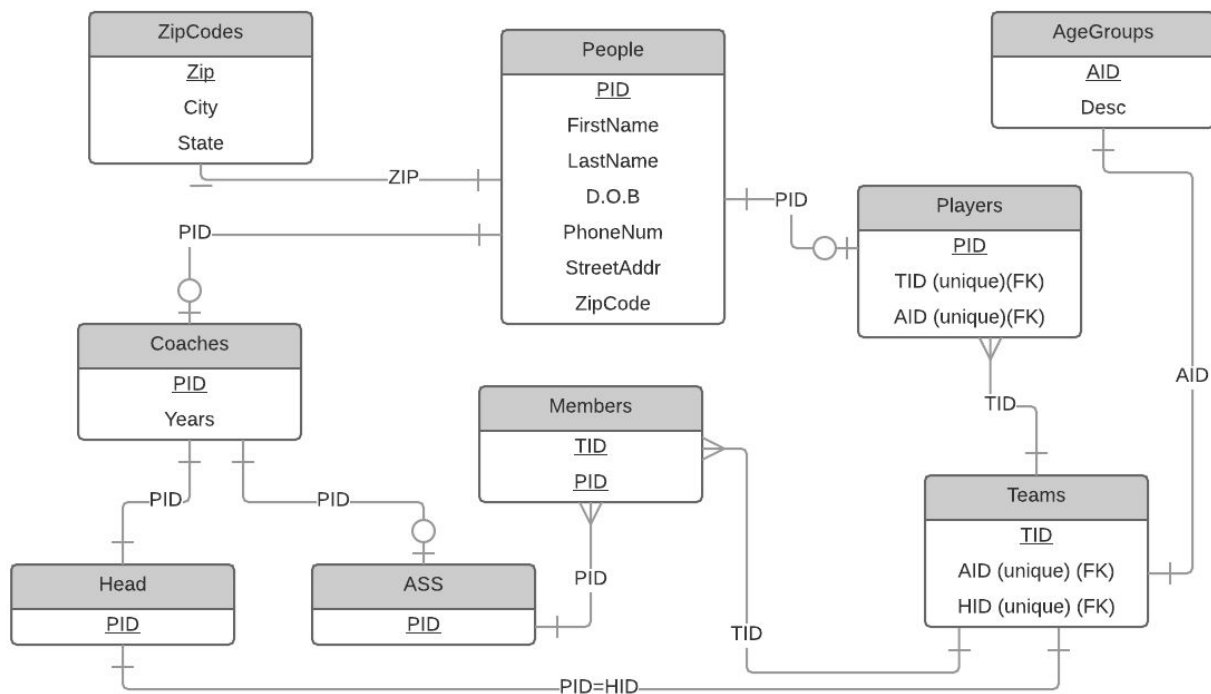 ZipCodes
Zip
City
State
People
PID
FirstName
LastName
D.O.B
PhoneNum
StreetAddr
ZipCode
AgeGroups
AID
Desc
ZIP
PID
PID
Players
PID
TID (unique)(FK)
AID (unique)(FK)
Coaches
PID
Years
Members
TID
PID
TID
AID
PID
PID
Teams
TID
AID (unique) (FK)
HID (unique) (FK)
Head
PID
ASS
PID
PID
TID
PID=HID